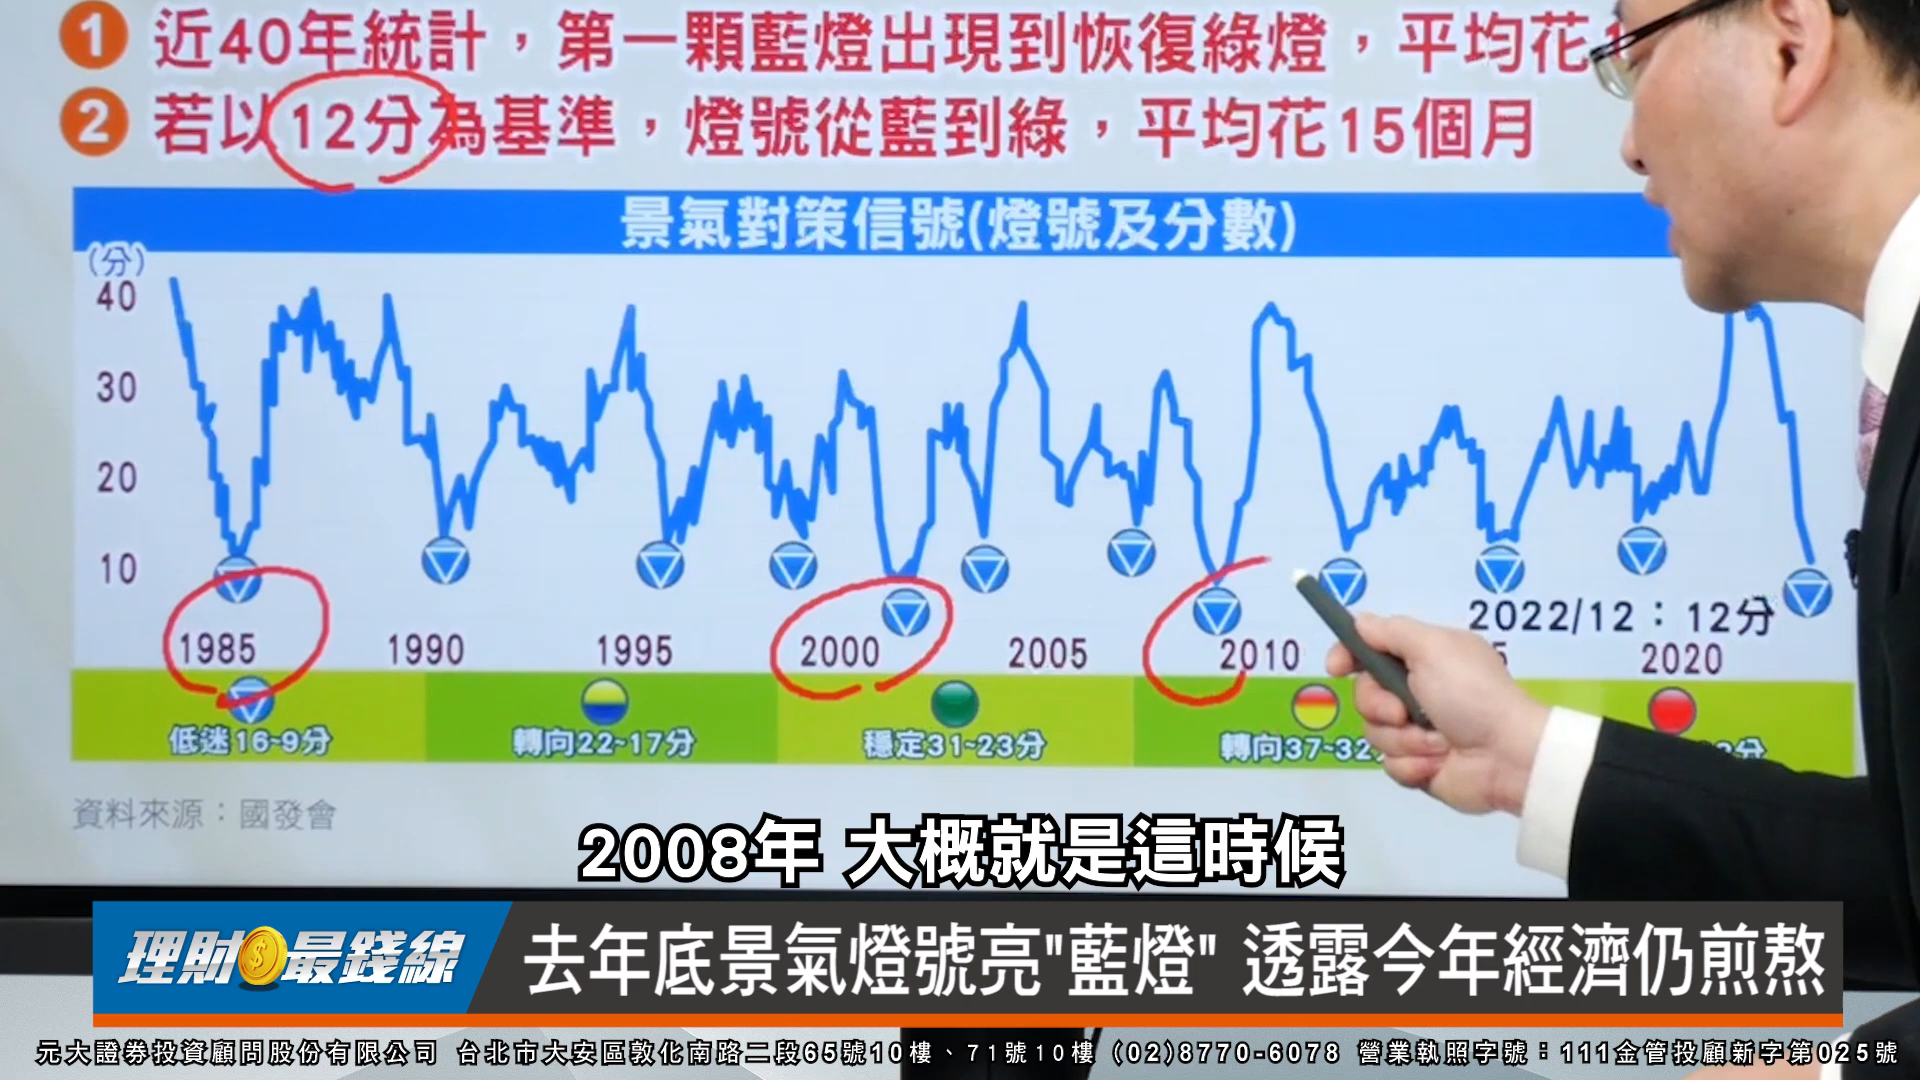 1 近40年統計，第一顆藍燈出現到恢復綠燈，平均花
2 若以12分為基準，燈號從藍到綠，平均花15個月
景氣對策信號(燈號及分數)
(分)
40
30
20
10
2022/12：12分
1985 1990 1995 2000 2005 2010 5 2020
低迷16~9分 轉向22~17分 穩定31~23分 轉向37~32 分
資料來源：國發會
2008年 大概就是這時候
理財$最錢線
去年底景氣燈號亮"藍燈" 透露今年經濟仍煎熬
元大證券投資顧問股份有限公司 台北市大安區敦化南路二段65號10樓、71號10樓 (02)8770-6078 營業執照字號：111金管投顧新字第025號